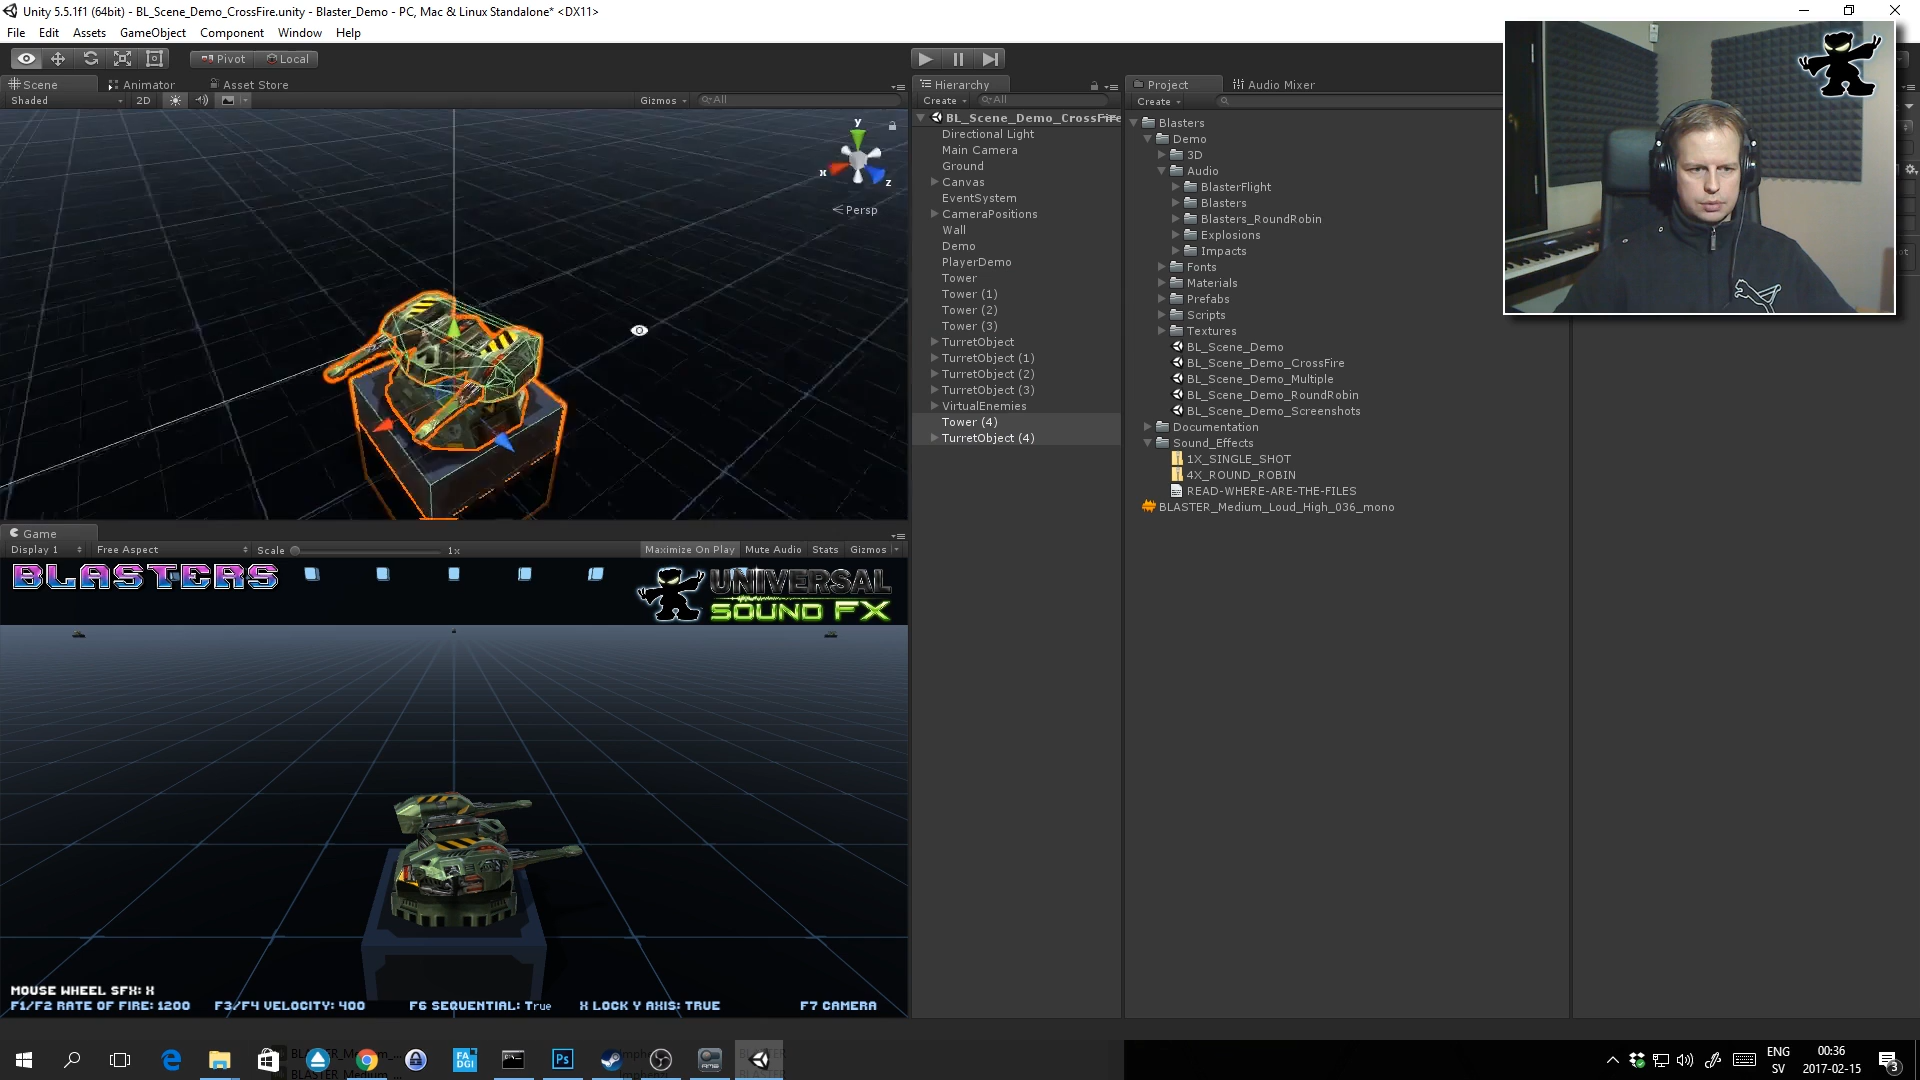 Unity 5.5.1f1 (64bit) - BL_Scene_Demo_CrossFire.unity - Blaster_Demo - PC, Mac & Linux Standalone* <DX11>
File Edit Assets GameObject Component Window Help
Pivot Local
Scene Animator Asset Store
Shaded 2D Gizmos All
y
x
z
Persp
Hierarchy
Create All
BL_Scene_Demo_CrossFire
Directional Light
Main Camera
Ground
Canvas
EventSystem
CameraPositions
Wall
Demo
PlayerDemo
Tower
Tower (1)
Tower (2)
Tower (3)
TurretObject
TurretObject (1)
TurretObject (2)
TurretObject (3)
VirtualEnemies
Tower (4)
TurretObject (4)
Project Audio Mixer
Create
Blasters
Demo
3D
Audio
BlasterFlight
Blasters
Blasters_RoundRobin
Explosions
Impacts
Fonts
Materials
Prefabs
Scripts
Textures
BL_Scene_Demo
BL_Scene_Demo_CrossFire
BL_Scene_Demo_Multiple
BL_Scene_Demo_RoundRobin
BL_Scene_Demo_Screenshots
Documentation
Sound_Effects
1X_SINGLE_SHOT
4X_ROUND_ROBIN
READ-WHERE-ARE-THE-FILES
BLASTER_Medium_Loud_High_036_mono
Game
Display 1 Free Aspect Scale 1x Maximize On Play Mute Audio Stats Gizmos
BLASTERS
UNIVERSAL
SOUND FX
MOUSE WHEEL SFX: X
F1/F2 RATE OF FIRE: 1200 F3/F4 VELOCITY: 400 F6 SEQUENTIAL: True X LOCK Y AXIS: TRUE F7 CAMERA
FA
DGI
Ps
ENG
SV
00:36
2017-02-15
3